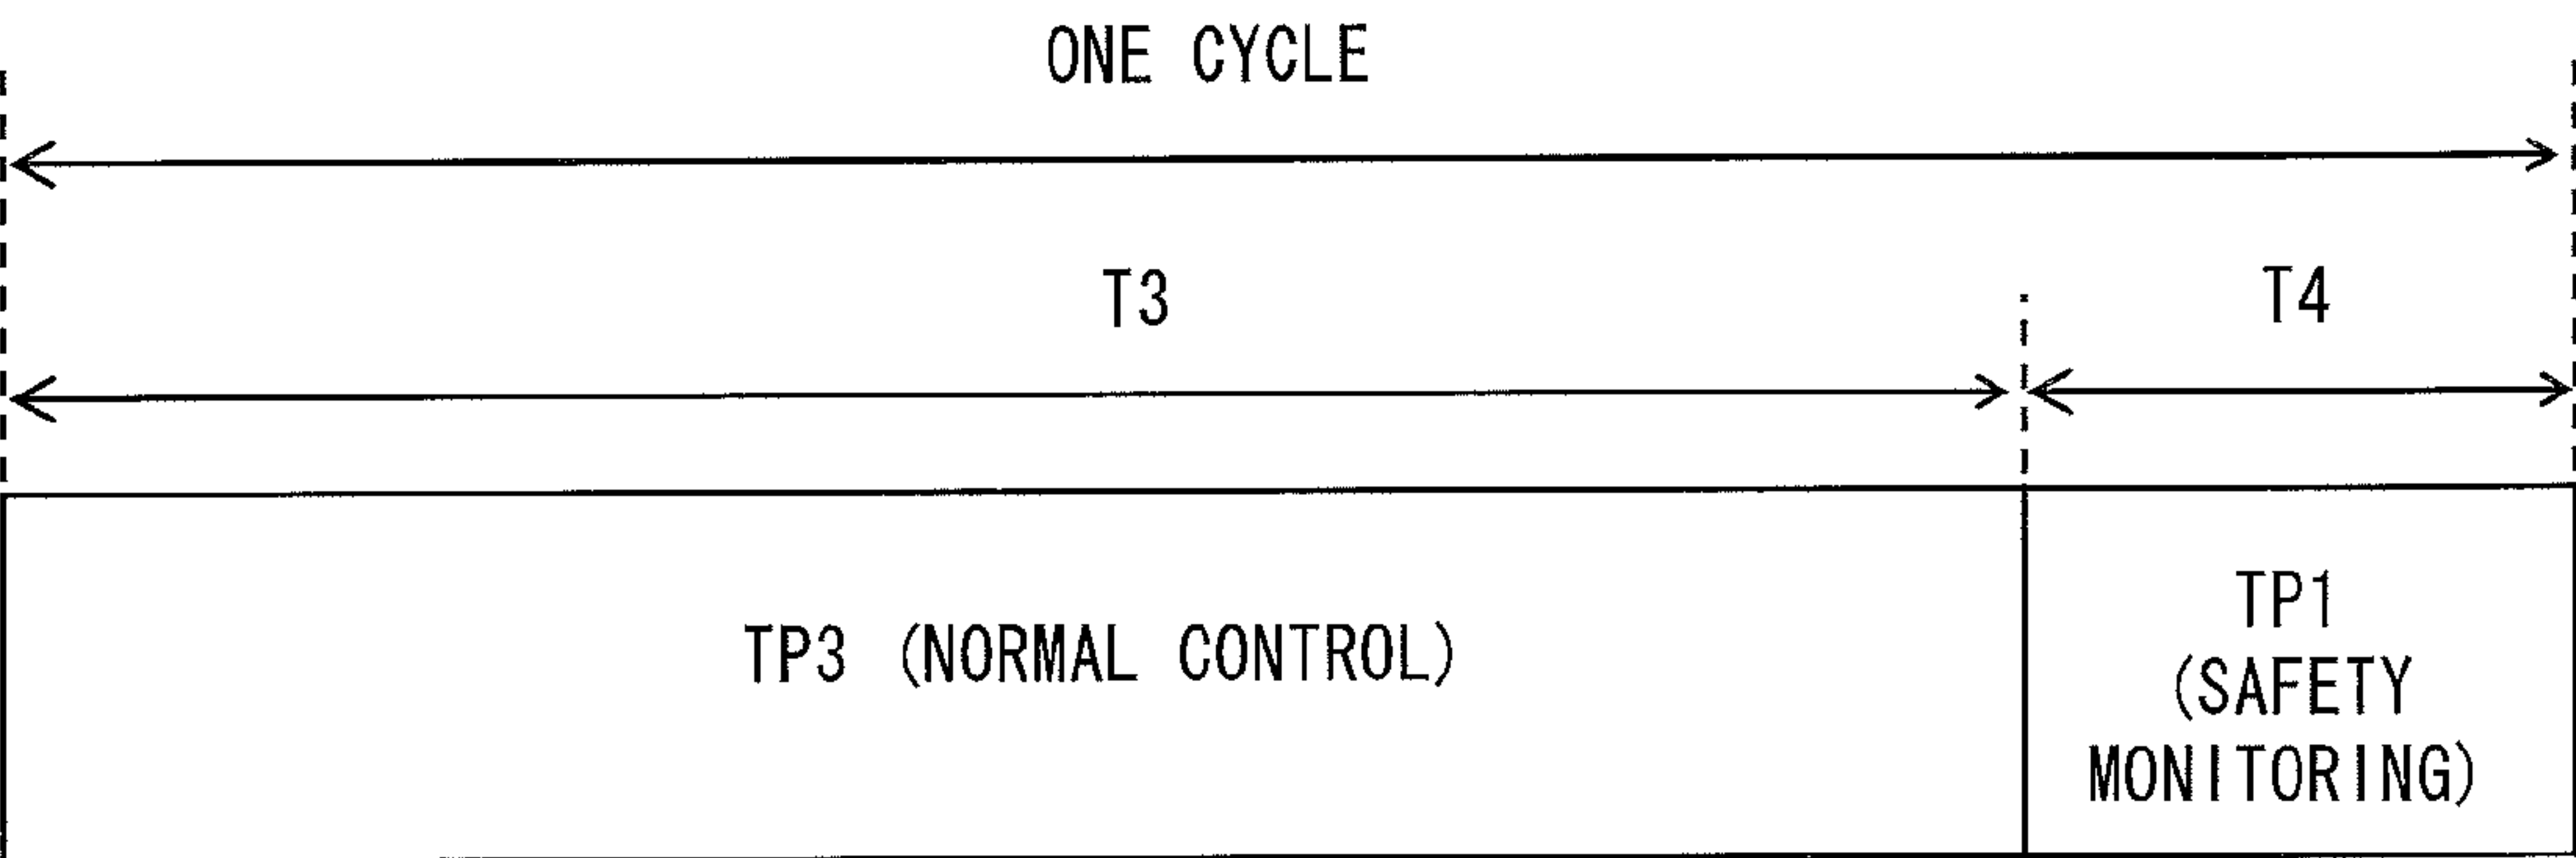 ONE CYCLE
T3
T4
TP3 (NORMAL CONTROL)
TP1
(SAFETY
MONITORING)